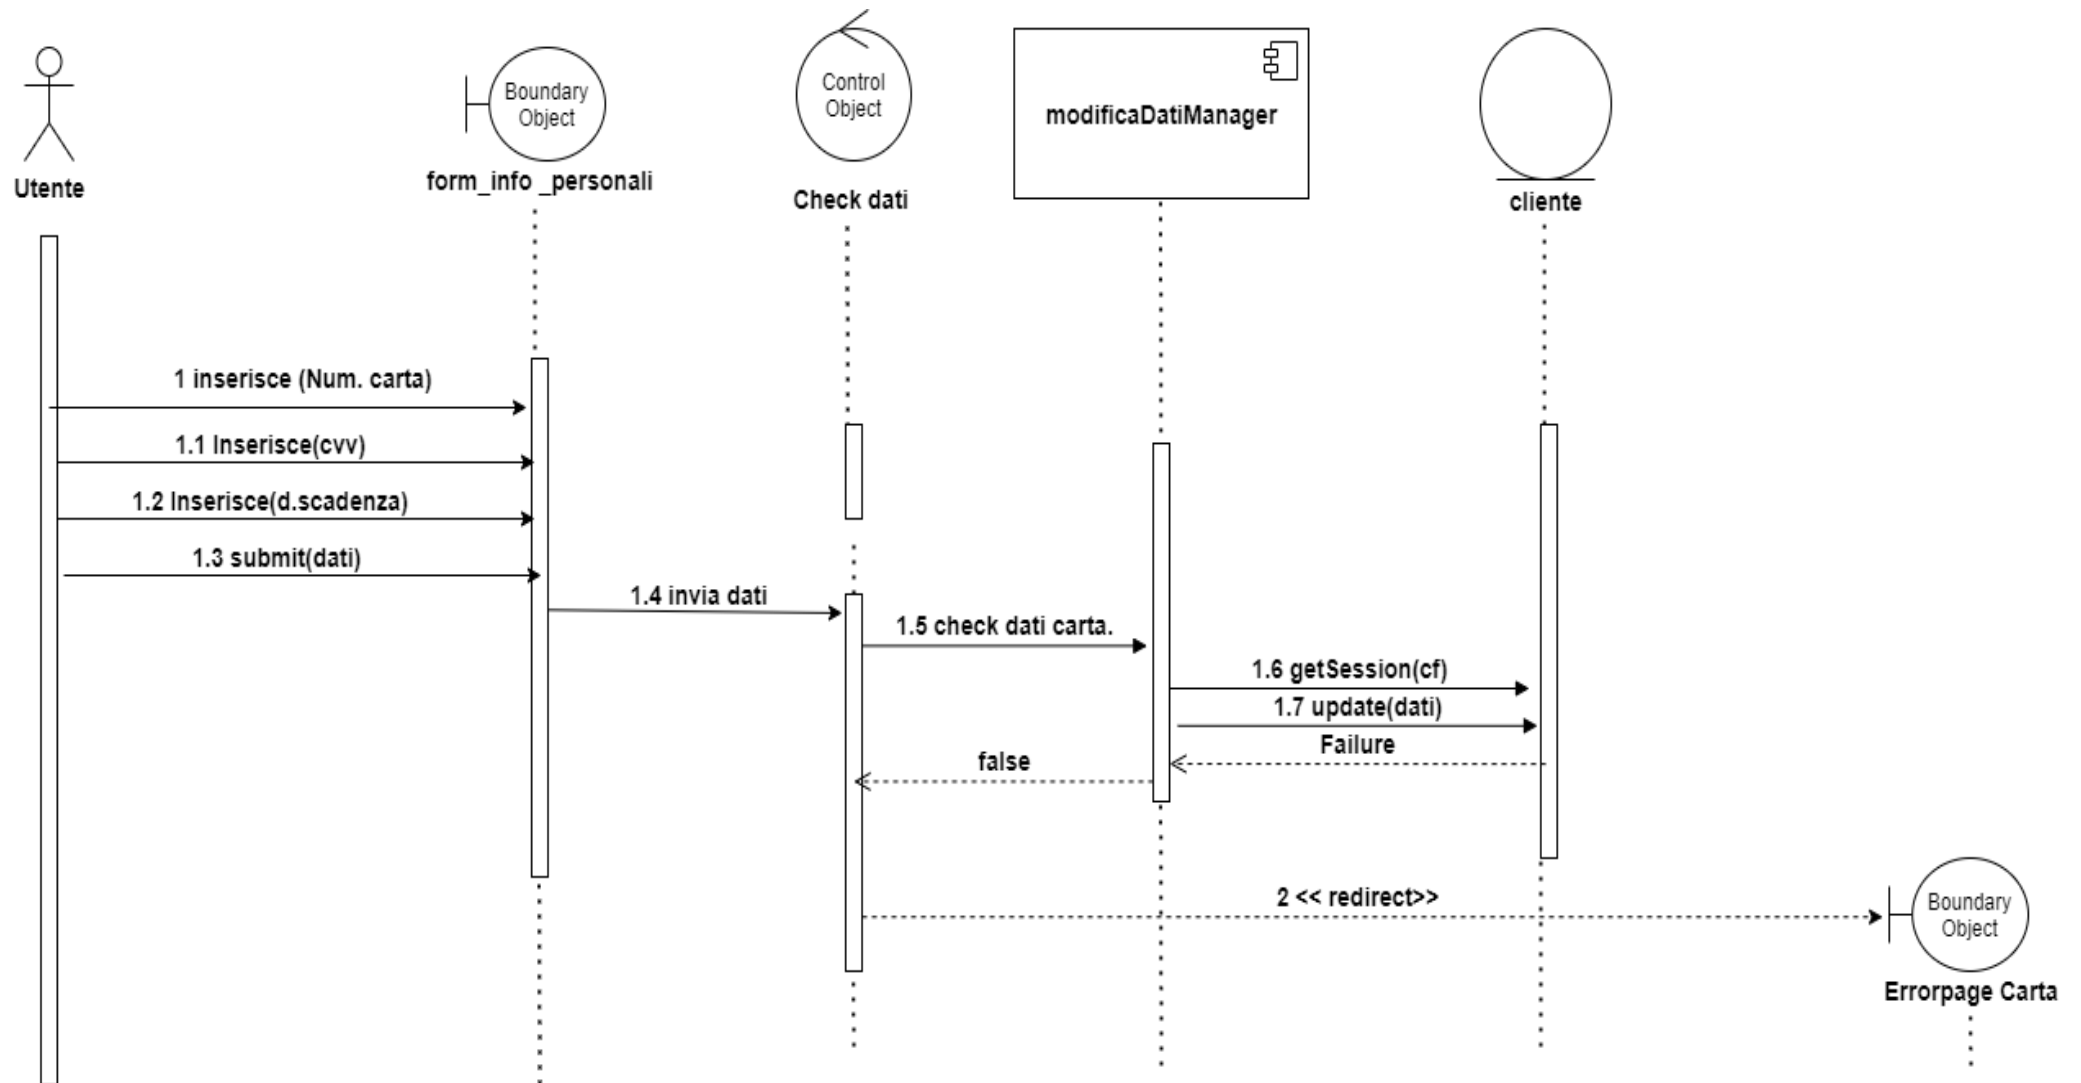 Boundary
Object
Control
Object
modificaDatiManager
Utente
form_info _personali
Check dati
cliente
1 inserisce (Num. carta)
1.1 Inserisce(cvv)
1.2 Inserisce(d.scadenza)
1.3 submit(dati)
1.4 invia dati
1.5 check dati carta.
1.6 getSession(cf)
1.7 update(dati)
Failure
false
2 << redirect>>
Boundary
Object
Errorpage Carta